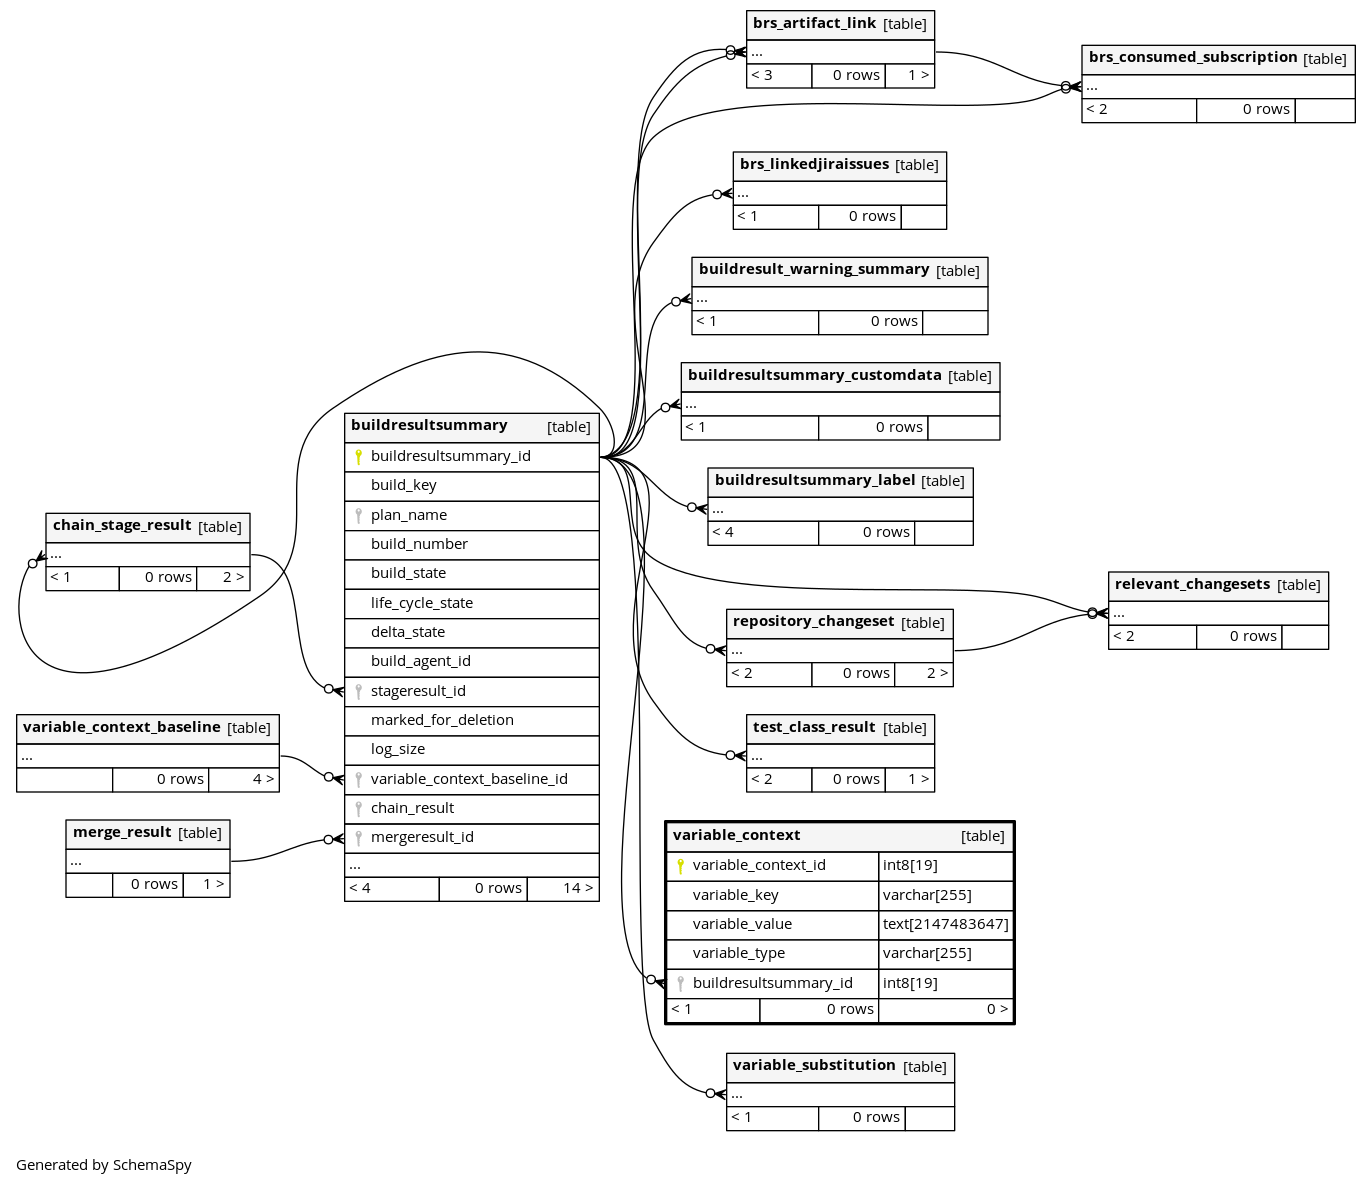 brs_artifact_link [table]
...
< 3 0 rows 1 >
brs_consumed_subscription [table]
...
< 2 0 rows
brs_linkedjiraissues [table]
...
< 1 0 rows
buildresult_warning_summary [table]
...
< 1 0 rows
buildresultsummary_customdata [table]
...
< 1 0 rows
buildresultsummary [table]
buildresultsummary_id
build_key
plan_name
build_number
build_state
life_cycle_state
delta_state
build_agent_id
stageresult_id
marked_for_deletion
log_size
variable_context_baseline_id
chain_result
mergeresult_id
...
< 4 0 rows 14 >
buildresultsummary_label [table]
...
< 4 0 rows
chain_stage_result [table]
...
< 1 0 rows 2 >
relevant_changesets [table]
...
< 2 0 rows
repository_changeset [table]
...
< 2 0 rows 2 >
variable_context_baseline [table]
...
0 rows 4 >
test_class_result [table]
...
< 2 0 rows 1 >
merge_result [table]
...
0 rows 1 >
variable_context [table]
variable_context_id int8[19]
variable_key varchar[255]
variable_value text[2147483647]
variable_type varchar[255]
buildresultsummary_id int8[19]
< 1 0 rows 0 >
variable_substitution [table]
...
< 1 0 rows
Generated by SchemaSpy